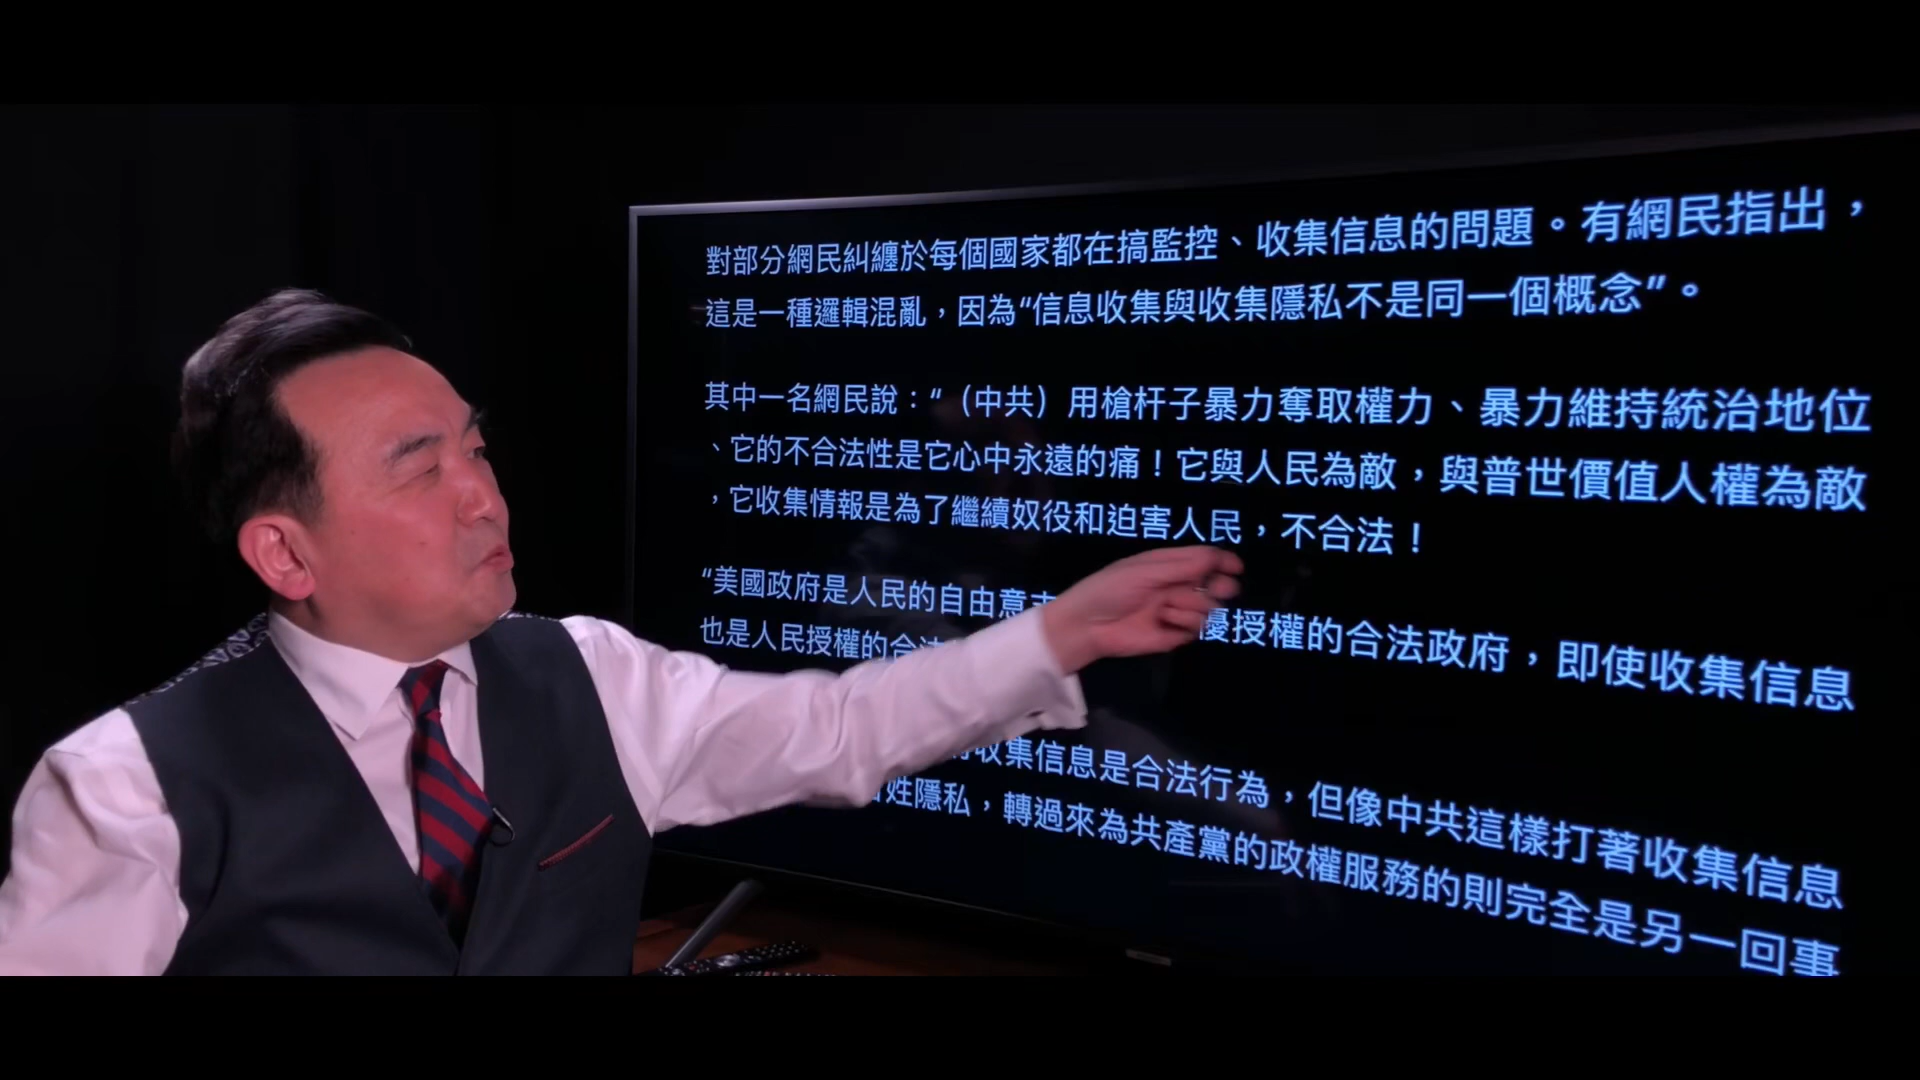 對部分網民糾纏於每個國家都在搞監控、收集信息的問題。有網民指出，
這是一種邏輯混亂，因為“信息收集與收集隱私不是同一個概念”。
其中一名網民說：“（中共）用槍杆子暴力奪取權力、暴力維持統治地位
、它的不合法性是它心中永遠的痛！它與人民為敵，與普世價值人權為敵
，它收集情報是為了繼續奴役和迫害人民，不合法！
“美國政府是人民的自由意 優授權的合法政府，即使收集信息
也是人民授權的合法
收集信息是合法行為，但像中共這樣打著收集信息
姓隱私，轉過來為共產黨的政權服務的則完全是另一回事